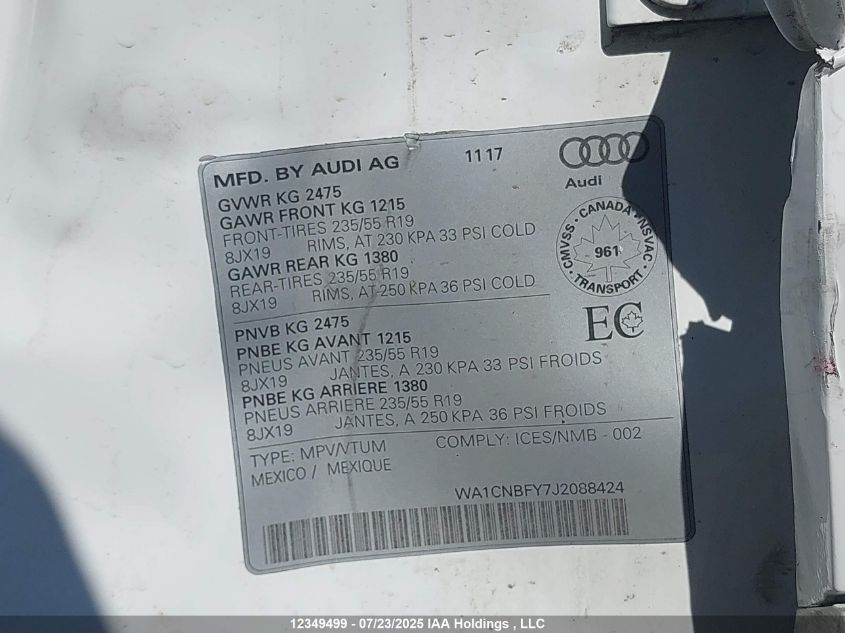 MFD. BY AUDI AG 11 17
Audi
GVWR KG 2475
GAWR FRONT KG 1215
FRONT-TIRES 235/55 R19
8JX19 RIMS, AT 230 KPA 33 PSI COLD
GAWR REAR KG 1380
REAR-TIRES 235/55 R19
8JX19 RIMS, AT 250 KPA 36 PSI COLD
CMVSS - CANADA - NSVAC
961
TRANSPORT
EC
PNVB KG 2475
PNBE KG AVANT 1215
PNEUS AVANT 235/55 R19
8JX19 JANTES, A 230 KPA 33 PSI FROIDS
PNBE KG ARRIERE 1380
PNEUS ARRIERE 235/55 R19
8JX19 JANTES, A 250 KPA 36 PSI FROIDS
TYPE: MPV/VTUM COMPLY: ICES/NMB - 002
MEXICO / MEXIQUE
WA1CNBFY7J2088424
12349499 - 07/23/2025 IAA Holdings , LLC